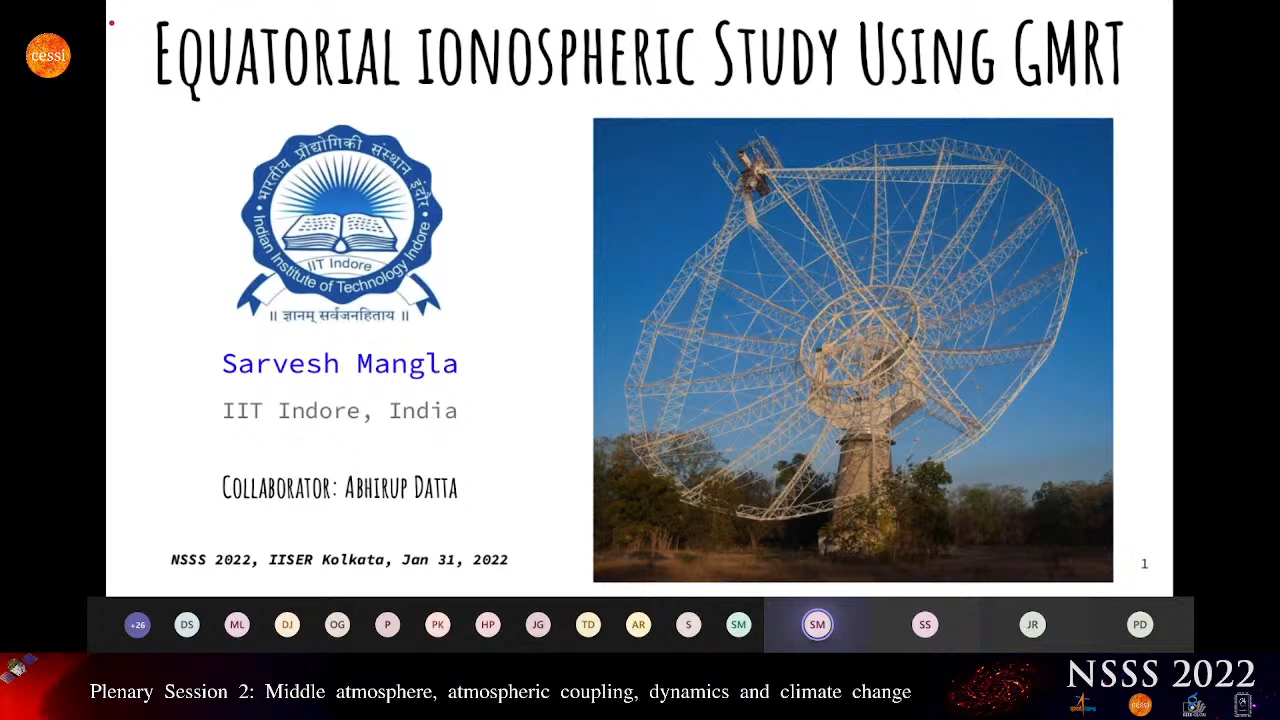 cessi
EQUATORIAL IONOSPHERIC STUDY USING GMRT
भारतीय प्रौद्योगिकी संस्थान इंदौर
IIT Indore
Indian Institute of Technology Indore
॥ ज्ञानम् सर्वजनहिताय ॥
Sarvesh Mangla
IIT Indore, India
COLLABORATOR: ABHIRUP DATTA
NSSS 2022, IISER Kolkata, Jan 31, 2022
1
+26 DS ML DJ OG P PK HP JG TD AR S SM SM SS JR PD
Plenary Session 2: Middle atmosphere, atmospheric coupling, dynamics and climate change
NSSS 2022
cessi